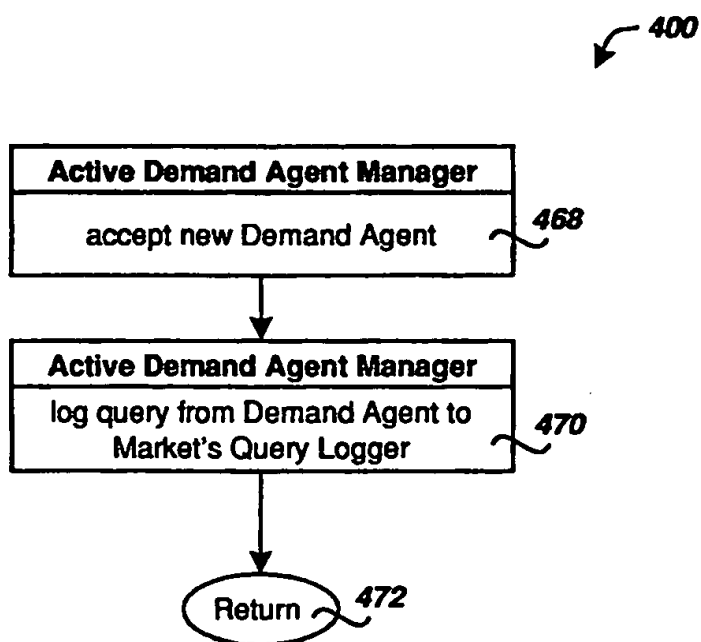 400
Active Demand Agent Manager
accept new Demand Agent
468
Active Demand Agent Manager
log query from Demand Agent to
Market's Query Logger
470
Return
472